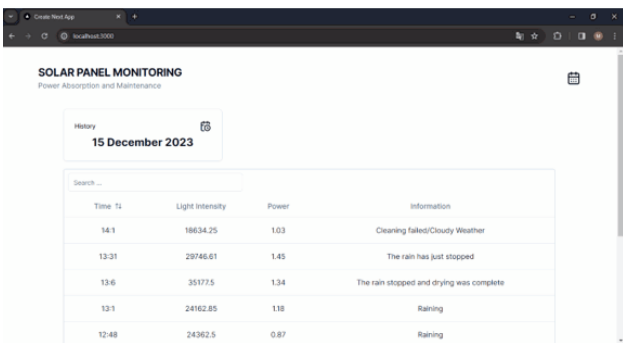 Create Next App
localhost:3000
SOLAR PANEL MONITORING
Power Absorption and Maintenance
History
15 December 2023
Search ...
Time Light Intensity Power Information
14:1 18634.25 1.03 Cleaning failed/Cloudy Weather
13:31 29746.61 1.45 The rain has just stopped
13:6 35177.5 1.34 The rain stopped and drying was complete
13:1 24162.85 1.18 Raining
12:48 24362.5 0.87 Raining